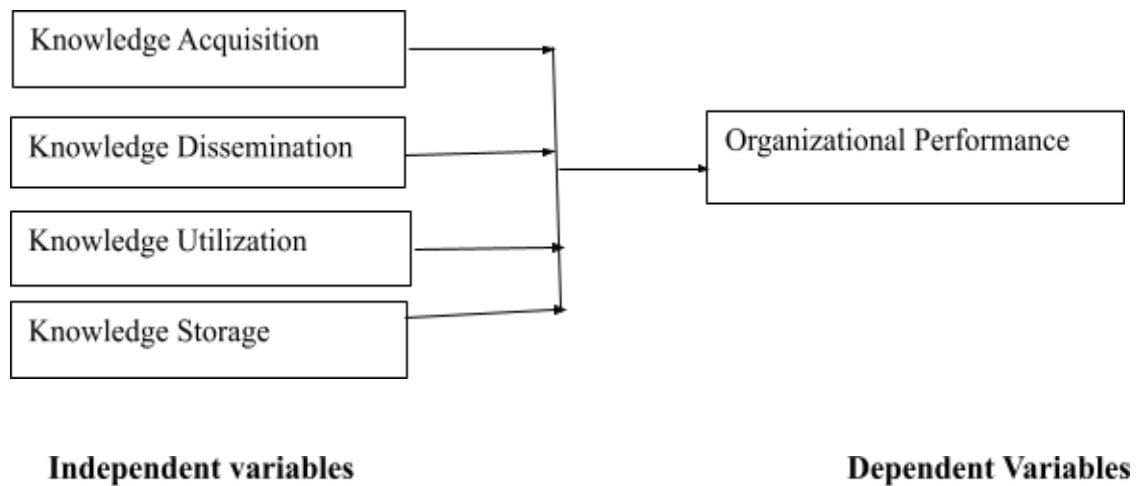 Knowledge Acquisition
Knowledge Dissemination
Organizational Performance
Knowledge Utilization
Knowledge Storage
Independent variables
Dependent Variables